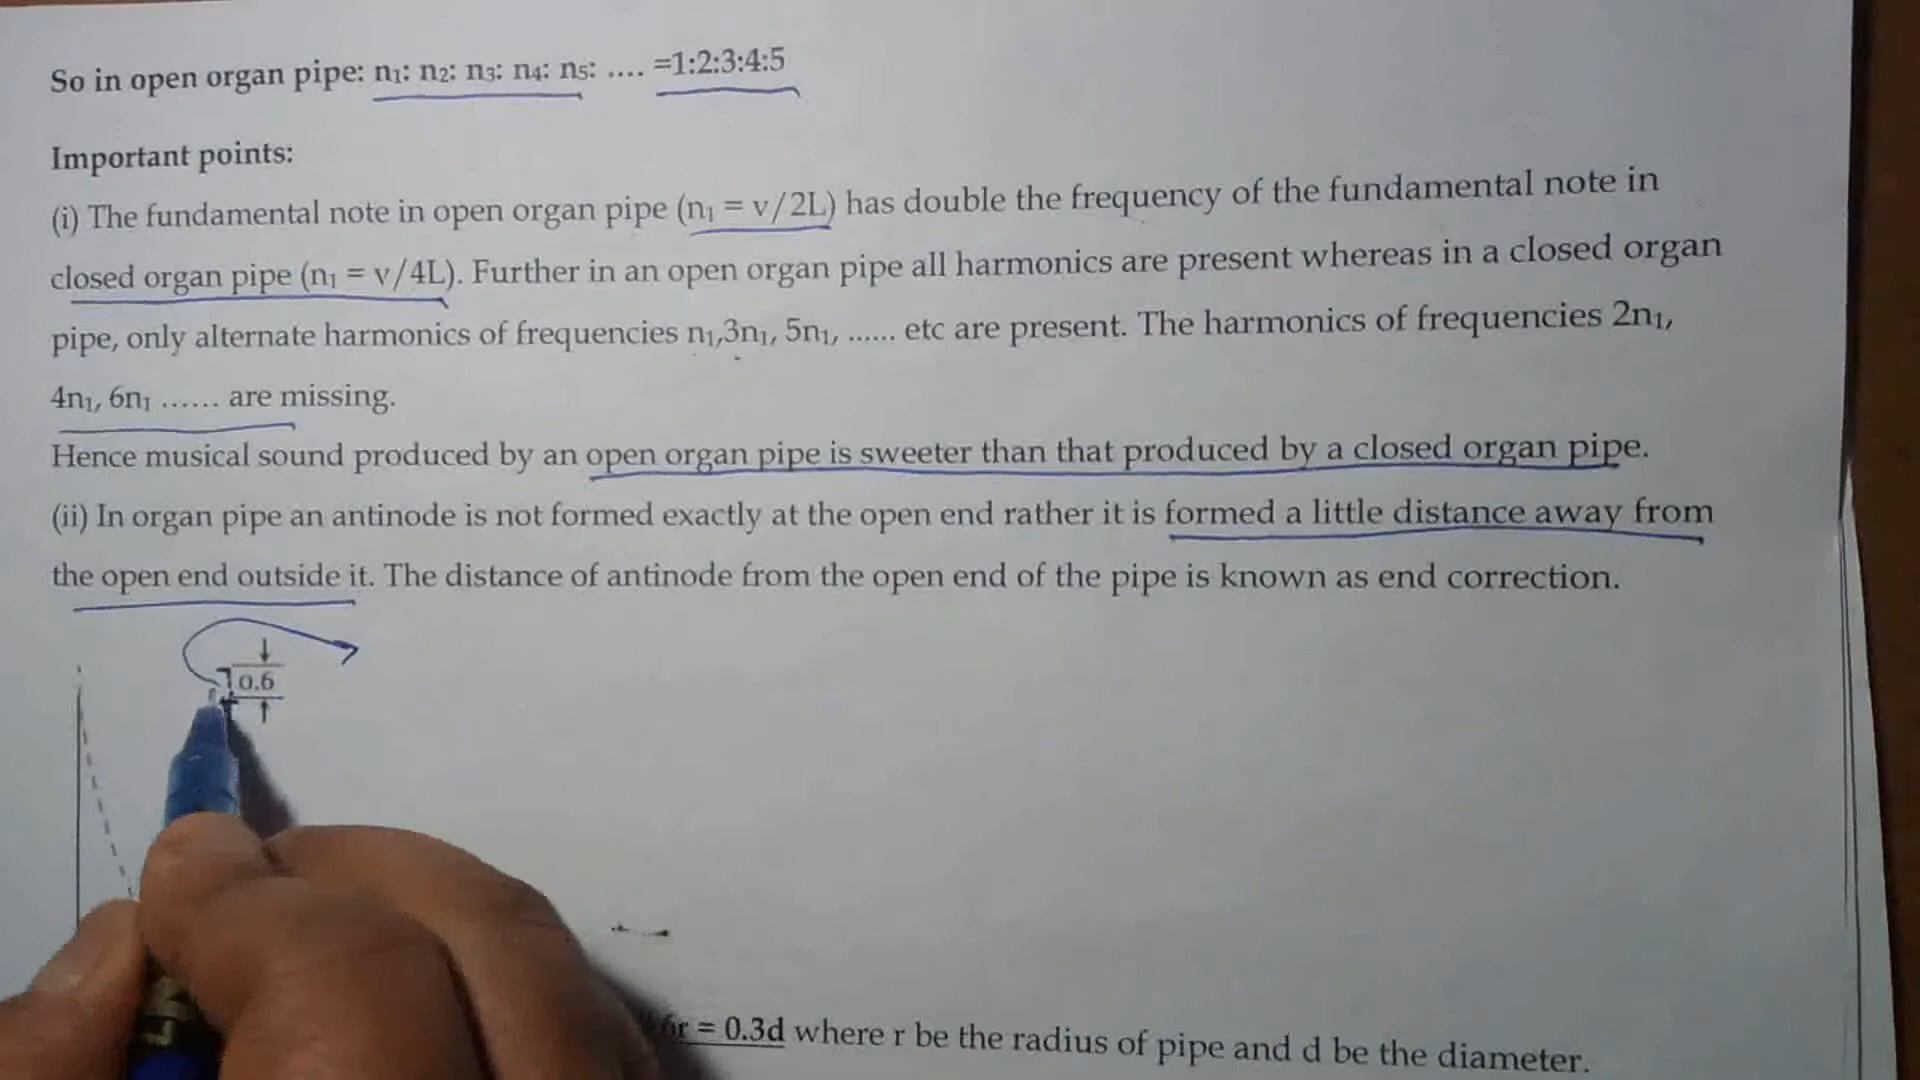 So in open organ pipe: n₁: n₂: n₃: n₄: n₅: .... =1:2:3:4:5
Important points:
(i) The fundamental note in open organ pipe (n₁ = v/2L) has double the frequency of the fundamental note in
closed organ pipe (n₁ = v/4L). Further in an open organ pipe all harmonics are present whereas in a closed organ
pipe, only alternate harmonics of frequencies n₁,3n₁, 5n₁, ...... etc are present. The harmonics of frequencies 2n₁,
4n₁, 6n₁ ...... are missing.
Hence musical sound produced by an open organ pipe is sweeter than that produced by a closed organ pipe.
(ii) In organ pipe an antinode is not formed exactly at the open end rather it is formed a little distance away from
the open end outside it. The distance of antinode from the open end of the pipe is known as end correction.
0.6
6r = 0.3d where r be the radius of pipe and d be the diameter.